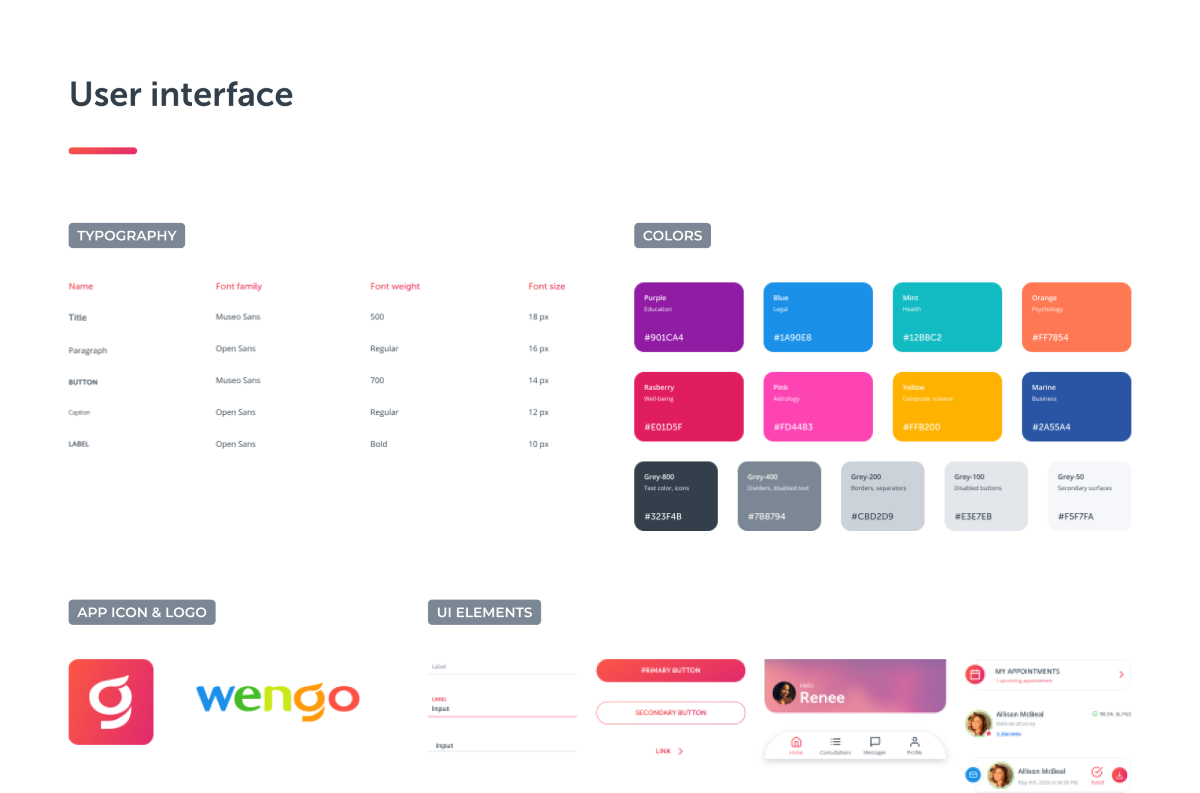 User interface
TYPOGRAPHY
Name Font family Font weight Font size
Title Museo Sans 500 18 px
Paragraph Open Sans Regular 16 px
BUTTON Museo Sans 700 14 px
Caption Open Sans Regular 12 px
LABEL Open Sans Bold 10 px
COLORS
Purple
Education
#901CA4
Blue
Legal
#1A90E8
Mint
Health
#12BBC2
Orange
Psychology
#FF7854
Rasberry
Well-being
#E01D5F
Pink
Astrology
#FD44B3
Yellow
Computer science
#FFB200
Marine
Business
#2A55A4
Grey-800
Text color, icons
#323F4B
Grey-400
Dividers, disabled text
#7B8794
Grey-200
Borders, separators
#CBD2D9
Grey-100
Disabled buttons
#E3E7EB
Grey-50
Secondary surfaces
#F5F7FA
APP ICON & LOGO
g
wengo
UI ELEMENTS
Label
LABEL
Input
Input
PRIMARY BUTTON
SECONDARY BUTTON
LINK
Hello
Renee
Home Consultations Messages Profile
MY APPOINTMENTS
1 upcoming appointment
Allison McBeal
Defense attorney
Allison McBeal
Rated